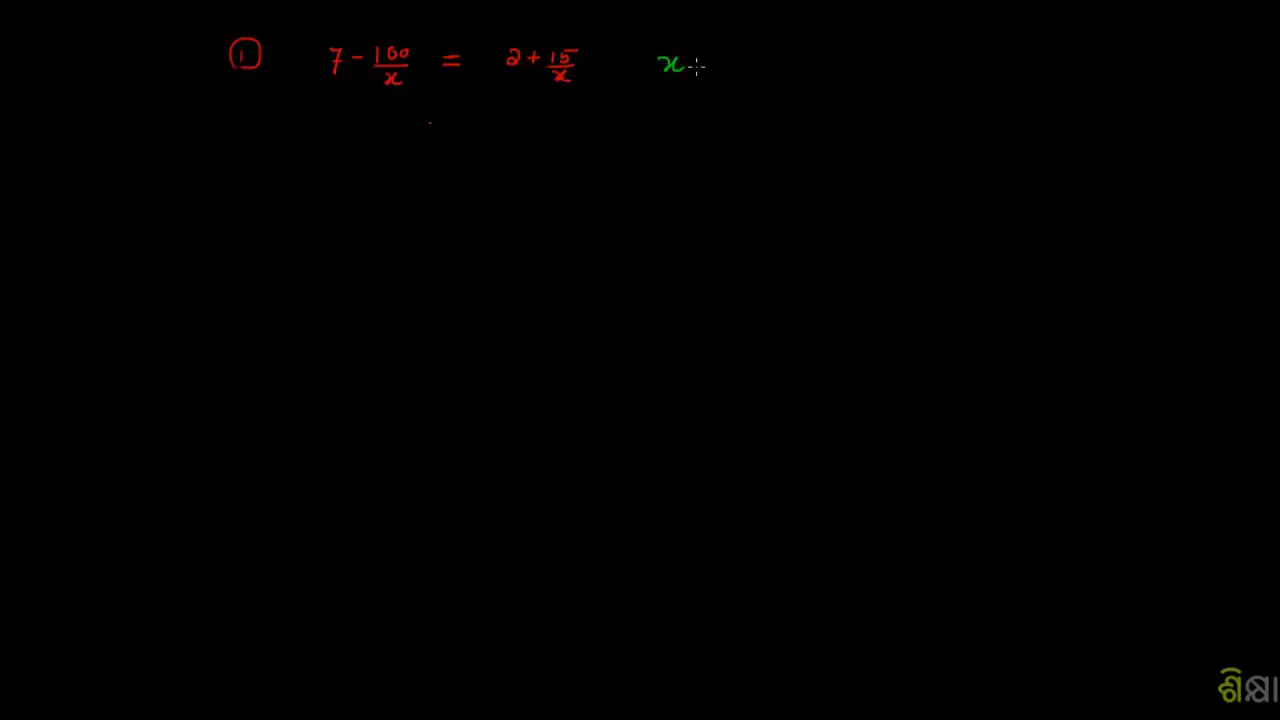 ① 7 - 100/x = 2 + 15/x x
ଶିକ୍ଷା